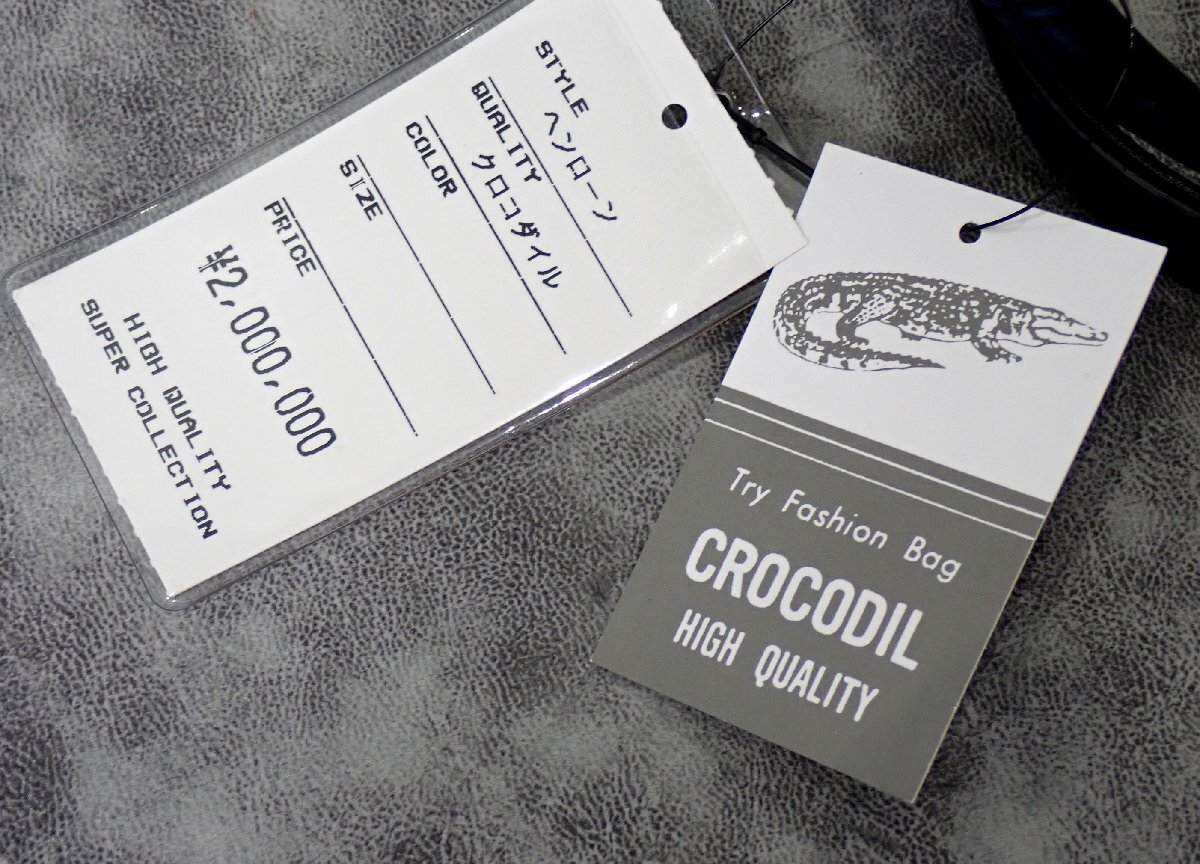 STYLE
ヘンローン
QUALITY
クロコダイル
COLOR
SIZE
PRICE
¥2,000,000
HIGH QUALITY
SUPER COLLECTION
Try Fashion Bag
CROCODIL
HIGH QUALITY